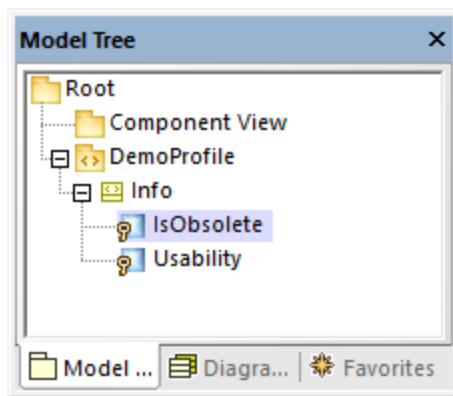 Model Tree
Root
Component View
DemoProfile
Info
IsObsolete
Usability
Model ... Diagra... Favorites